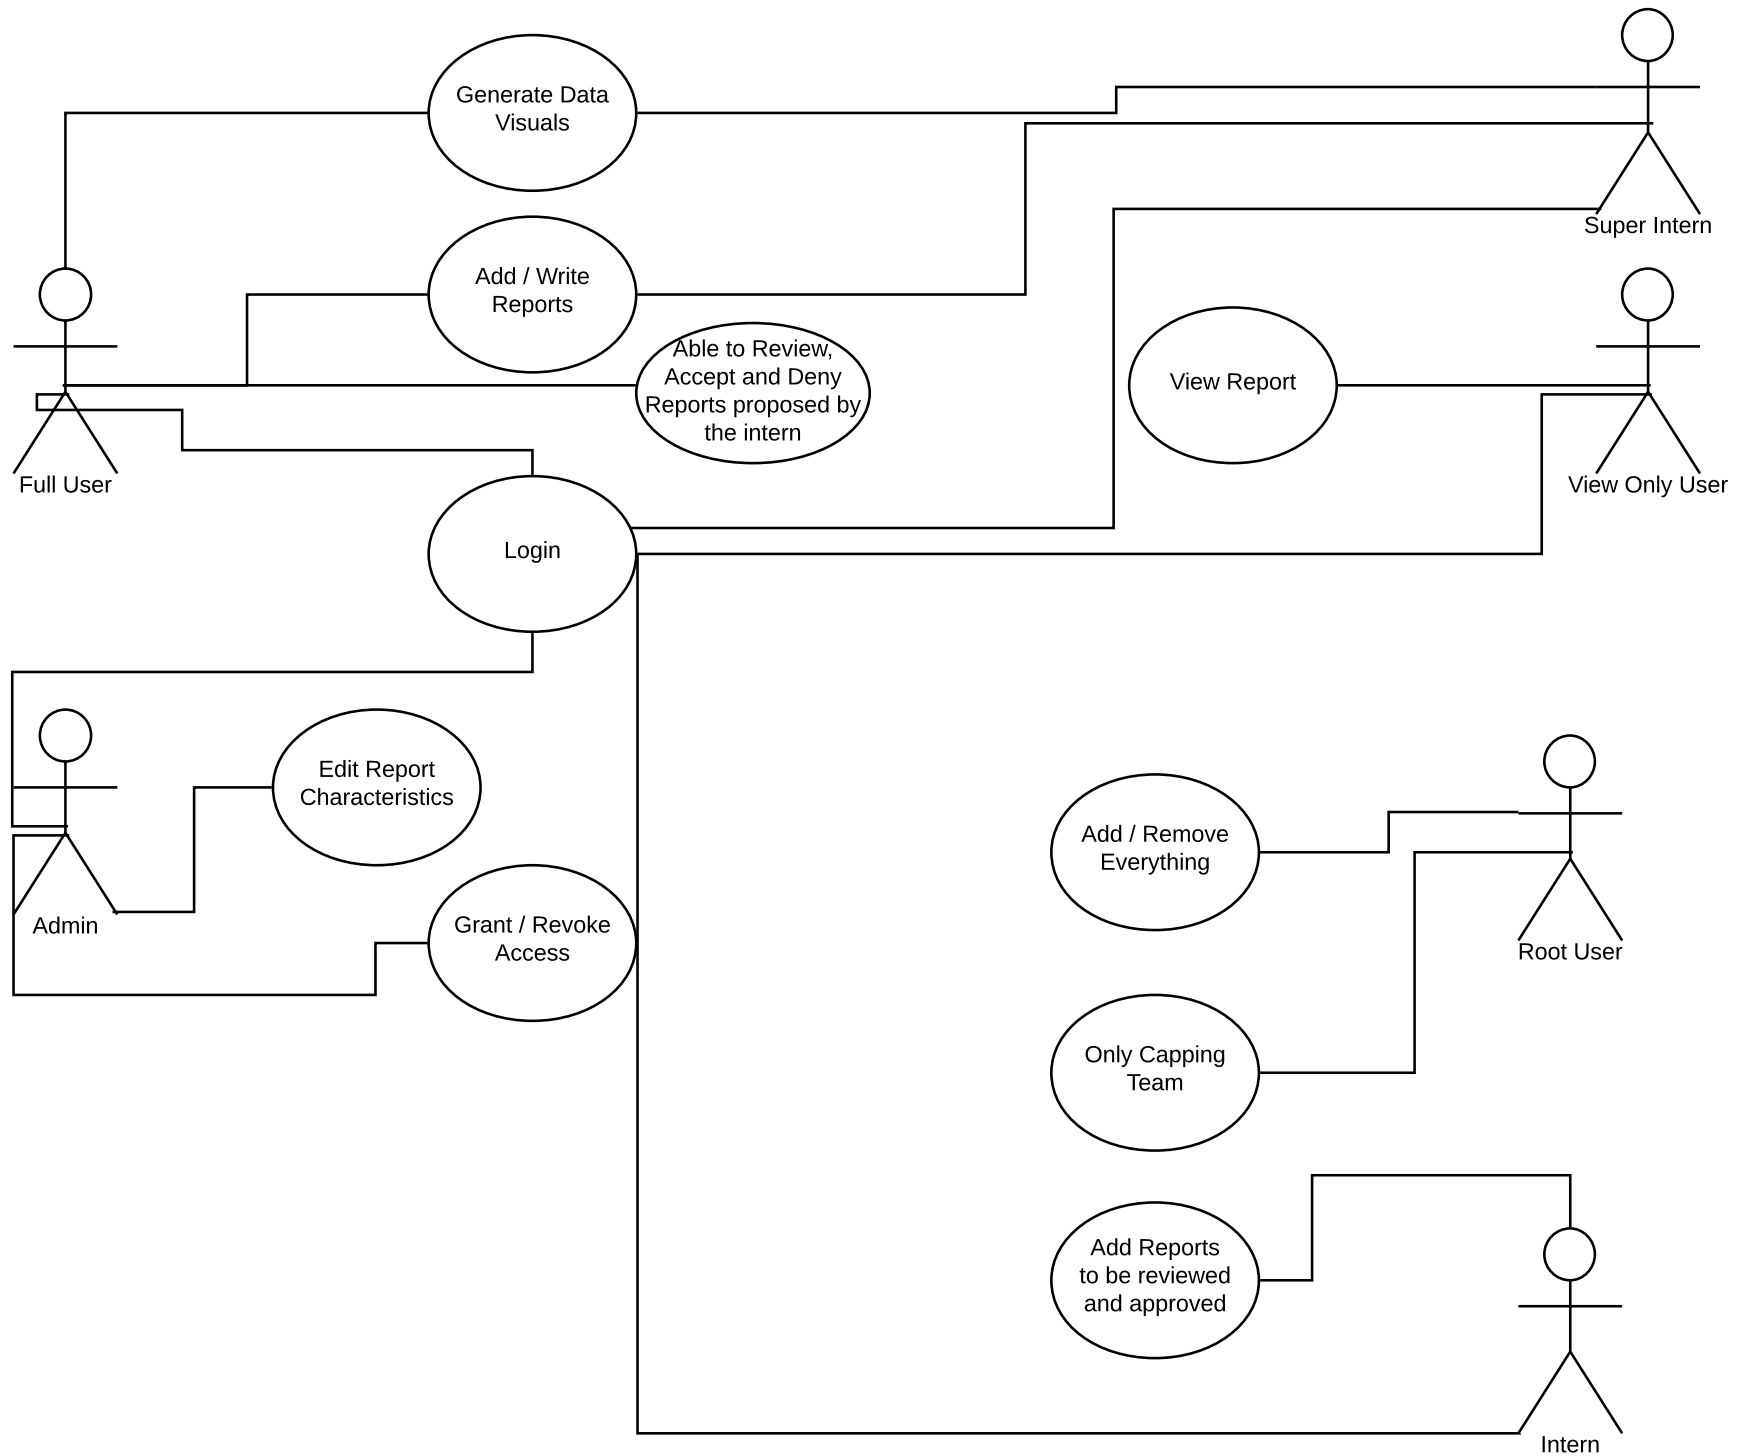 Generate Data
Visuals
Super Intern
Add / Write
Reports
Able to Review,
Accept and Deny
Reports proposed by
the intern
View Report
Full User
View Only User
Login
Edit Report
Characteristics
Add / Remove
Everything
Admin
Grant / Revoke
Access
Root User
Only Capping
Team
Add Reports
to be reviewed
and approved
Intern